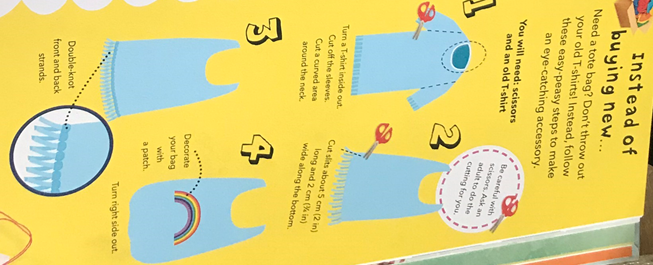 Instead of
buying new...
Need a tote bag? Don't throw out
your old T-shirts! Instead, follow
these easy-peasy steps to make
an eye-catching accessory.
You will need: scissors
and an old T-shirt
1
Turn a T-shirt inside out.
Cut off the sleeves.
Cut a curved area
around the neck.
2
Be careful with
scissors. Ask an
adult to do the
cutting for you.
Cut slits about 5 cm (2 in)
long and 2 cm (¾ in)
wide along the bottom.
3
Double-knot
front and back
strands.
4
Decorate
your bag
with
a patch.
Turn right side out.